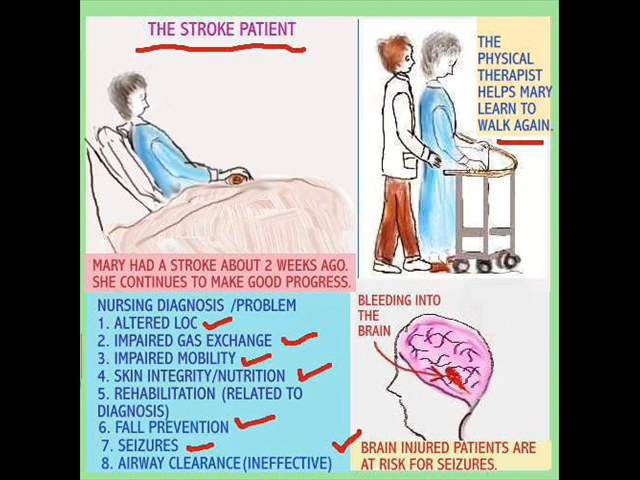 THE STROKE PATIENT
THE
PHYSICAL
THERAPIST
HELPS MARY
LEARN TO
WALK AGAIN.
MARY HAD A STROKE ABOUT 2 WEEKS AGO.
SHE CONTINUES TO MAKE GOOD PROGRESS.
NURSING DIAGNOSIS /PROBLEM
1. ALTERED LOC
2. IMPAIRED GAS EXCHANGE
3. IMPAIRED MOBILITY
4. SKIN INTEGRITY/NUTRITION
5. REHABILITATION (RELATED TO
DIAGNOSIS)
6. FALL PREVENTION
7. SEIZURES
8. AIRWAY CLEARANCE (INEFFECTIVE)
BLEEDING INTO
THE
BRAIN
BRAIN INJURED PATIENTS ARE
AT RISK FOR SEIZURES.